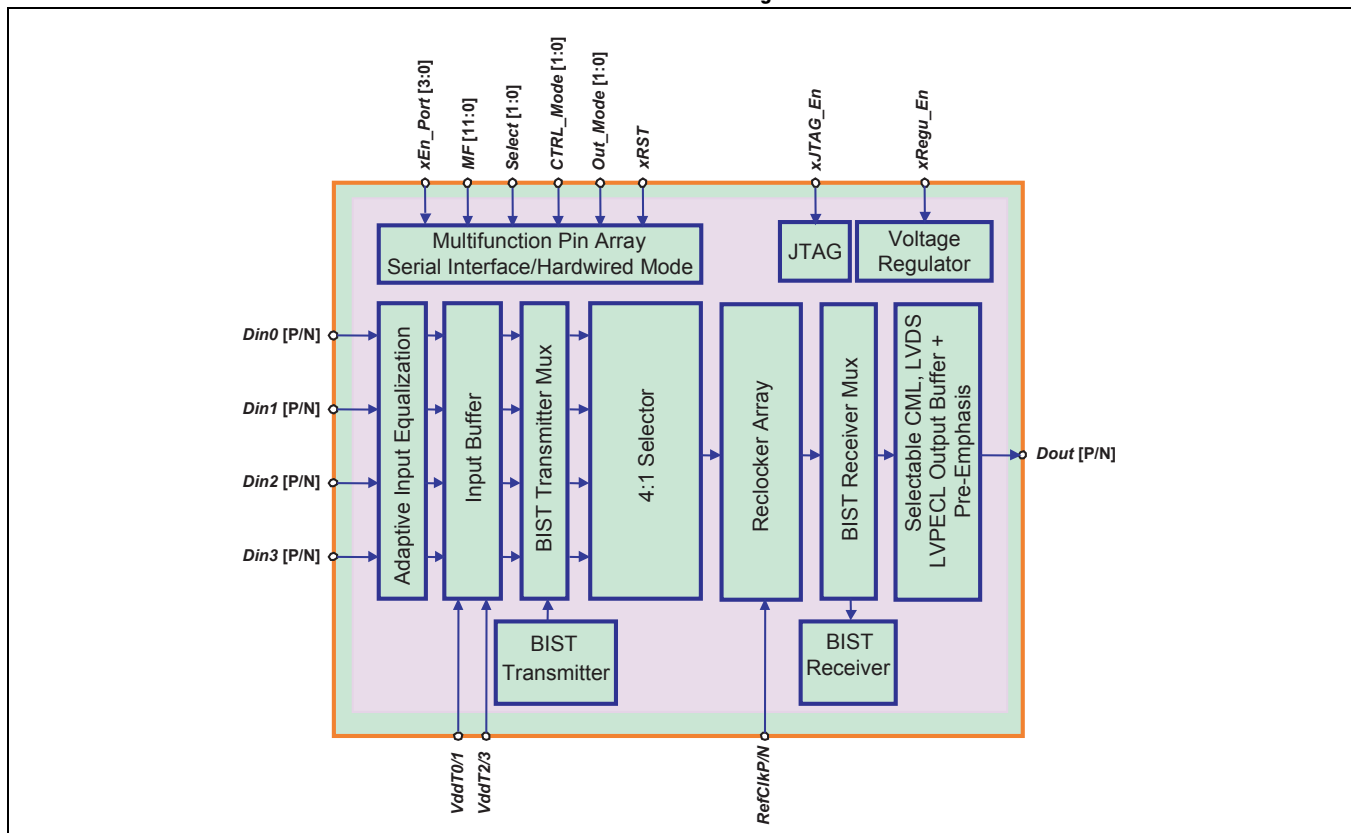 xEn_Port [3:0]
MF [11:0]
Select [1:0]
CTRL_Mode [1:0]
Out_Mode [1:0]
xRST
xJTAG_En
xRegu_En
Multifunction Pin Array
Serial Interface/Hardwired Mode
JTAG
Voltage
Regulator
Din0 [P/N]
Din1 [P/N]
Din2 [P/N]
Din3 [P/N]
Adaptive Input Equalization
Input Buffer
BIST Transmitter Mux
4:1 Selector
Reclocker Array
BIST Receiver Mux
Selectable CML, LVDS
LVPECL Output Buffer +
Pre-Emphasis
Dout [P/N]
BIST
Transmitter
BIST
Receiver
VddT0/1
VddT2/3
RefClkP/N